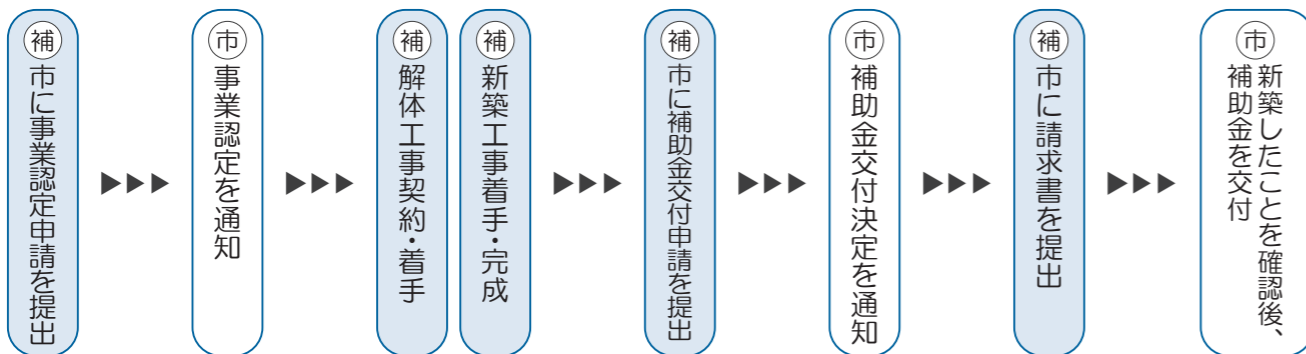 補
市に事業認定申請を提出
▶▶▶
市
事業認定を通知
▶▶▶
補
解体工事契約・着手
補
新築工事着手・完成
▶▶▶
補
市に補助金交付申請を提出
▶▶▶
市
補助金交付決定を通知
▶▶▶
補
市に請求書を提出
▶▶▶
市
新築したことを確認後、
補助金を交付